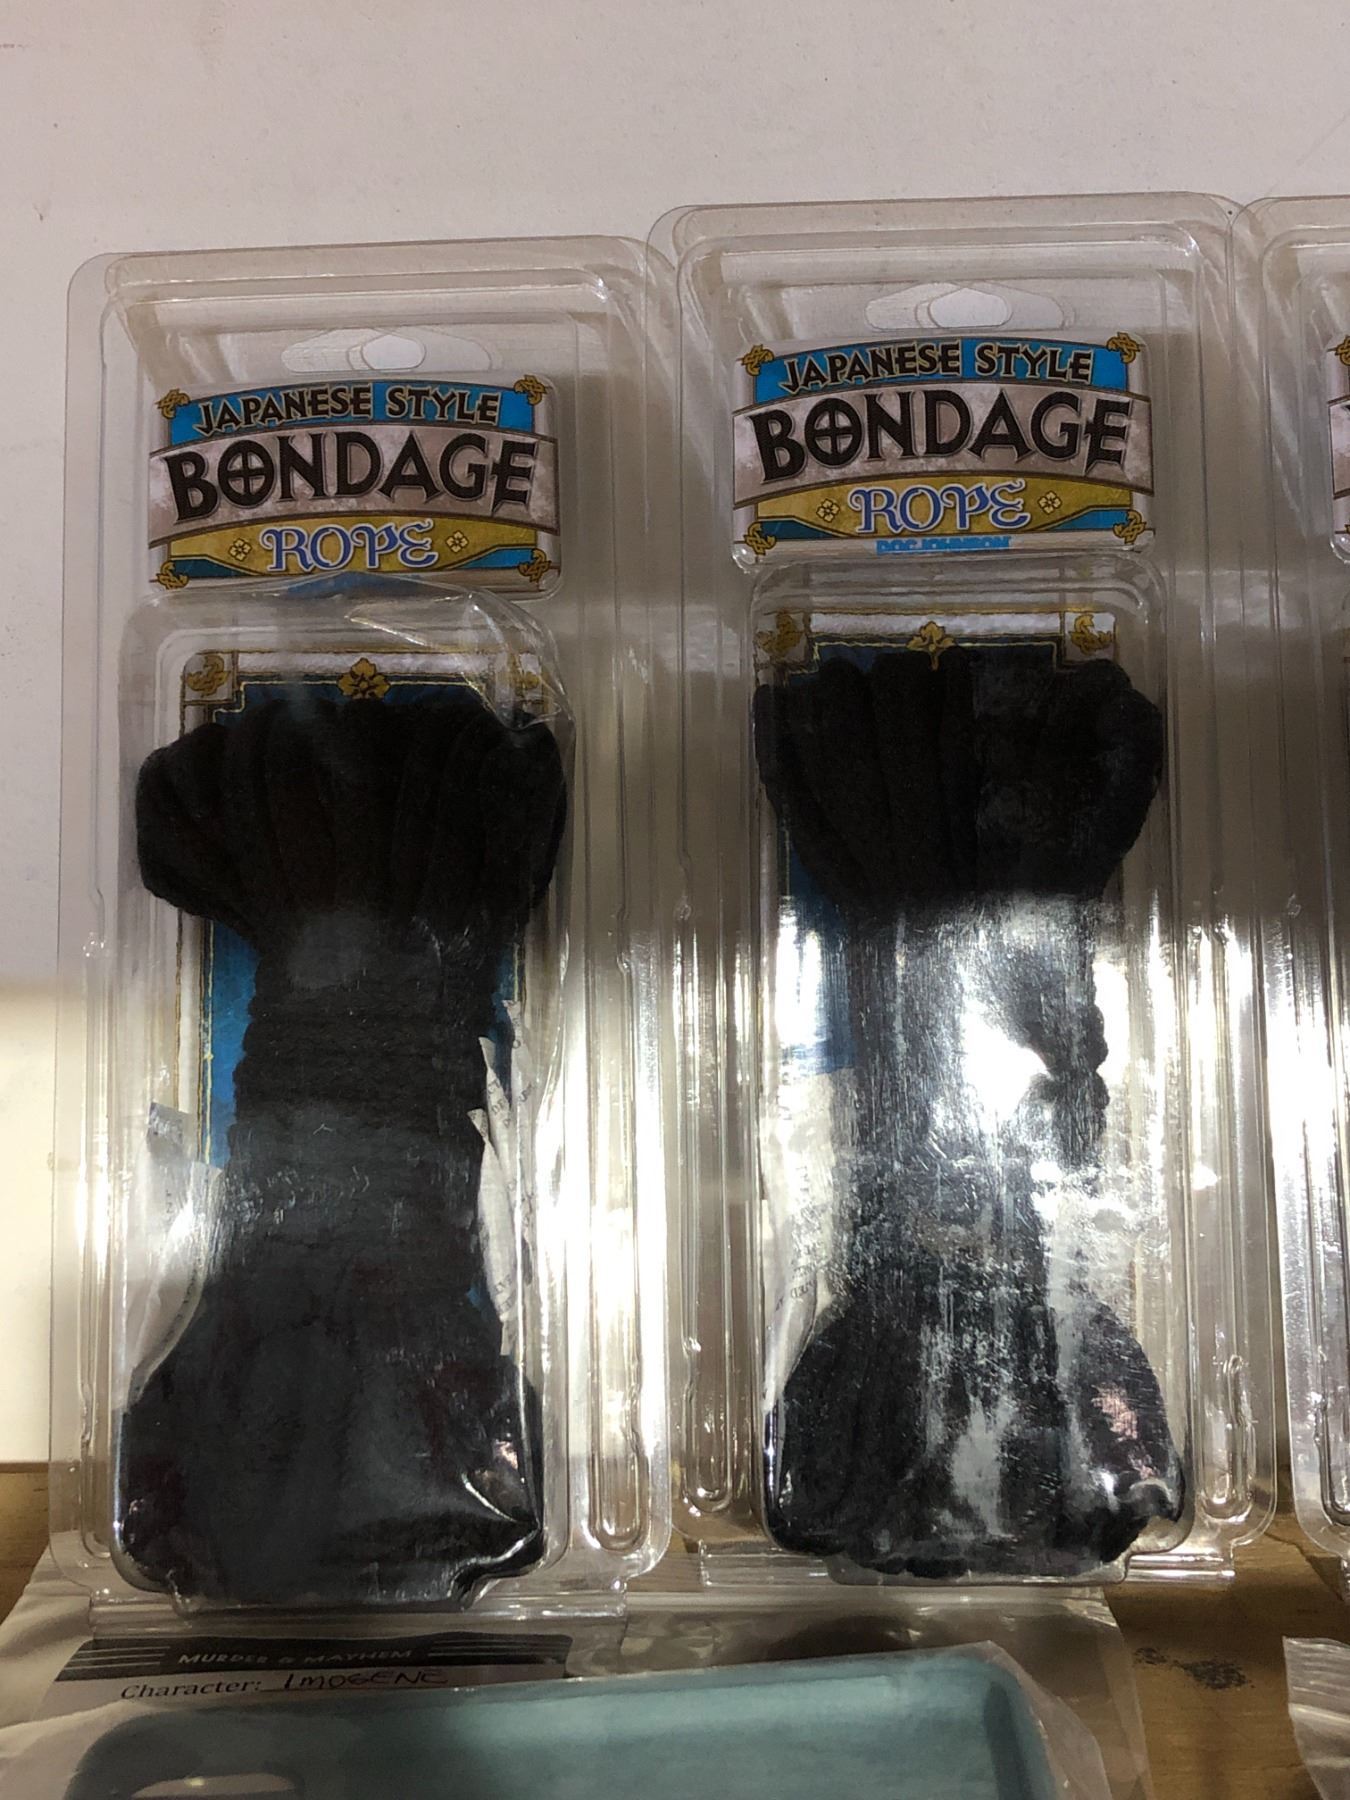 JAPANESE STYLE
BONDAGE
ROPE
JAPANESE STYLE
BONDAGE
ROPE
DOC JOHNSON
MURDER & MAYHEM
Character: IMOGENE